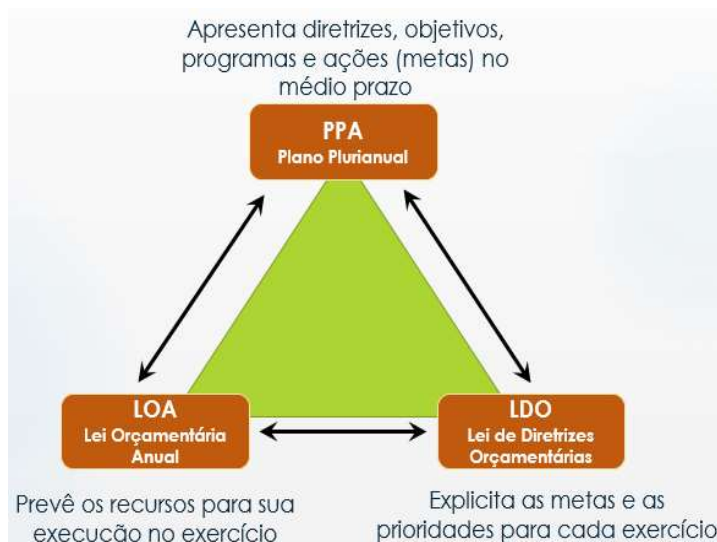 Apresenta diretrizes, objetivos,
programas e ações (metas) no
médio prazo
PPA
Plano Plurianual
LOA
Lei Orçamentária
Anual
LDO
Lei de Diretrizes
Orçamentárias
Prevê os recursos para sua
execução no exercício
Explicita as metas e as
prioridades para cada exercício